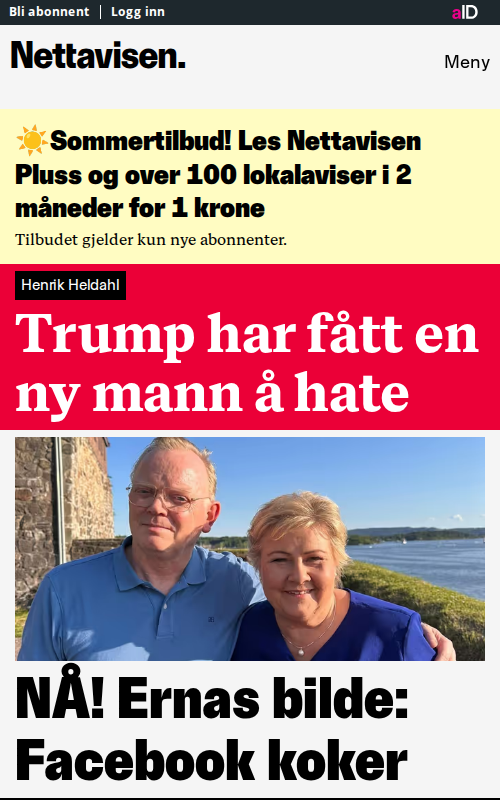 Bli abonnent
Logg inn
aID
Nettavisen.
Meny
☀️Sommertilbud! Les Nettavisen
Pluss og over 100 lokalaviser i 2
måneder for 1 krone
Tilbudet gjelder kun nye abonnenter.
Henrik Heldahl
Trump har fått en
ny mann å hate
NÅ! Ernas bilde:
Facebook koker